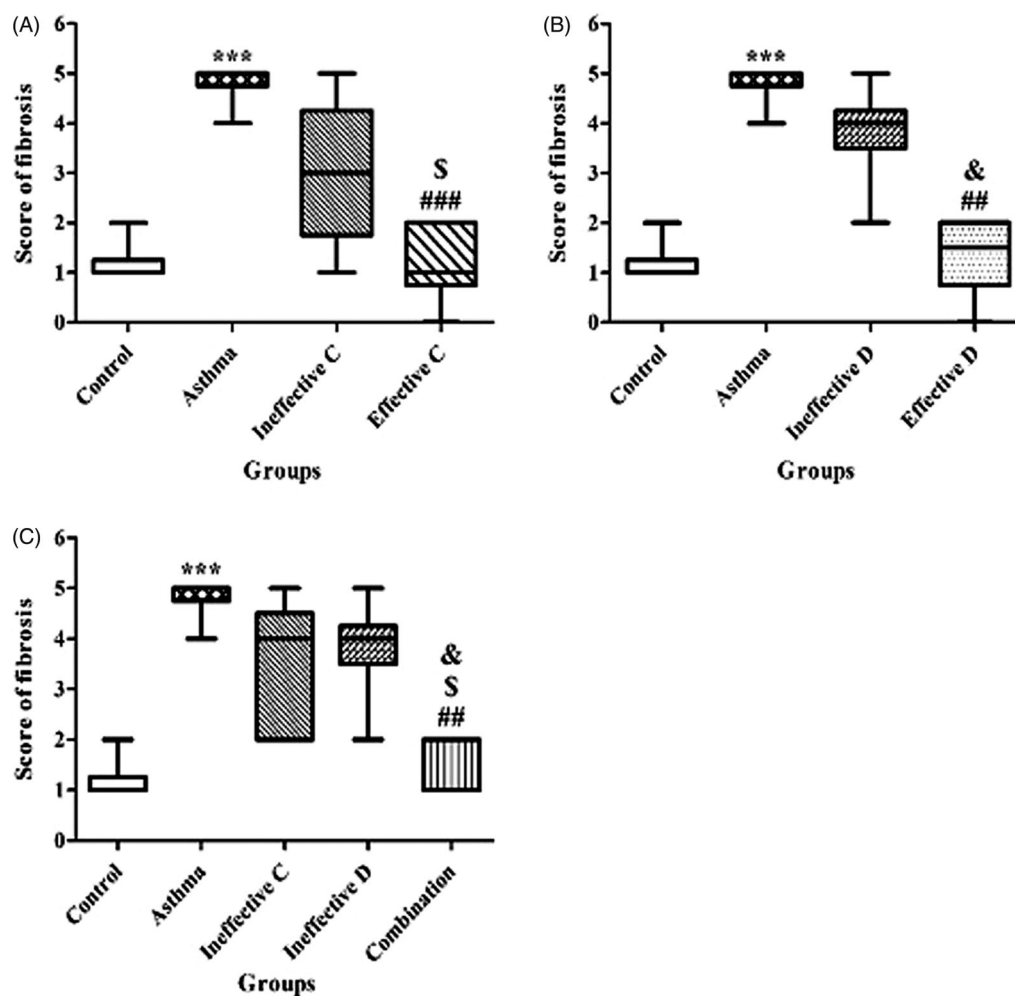 (A)
Score of fibrosis
6
5
4
3
2
1
0
***
$
###
Control
Asthma
Ineffective C
Effective C
Groups
(B)
Score of fibrosis
6
5
4
3
2
1
0
***
&
##
Control
Asthma
Ineffective D
Effective D
Groups
(C)
Score of fibrosis
6
5
4
3
2
1
0
***
&
$
##
Control
Asthma
Ineffective C
Ineffective D
Combination
Groups